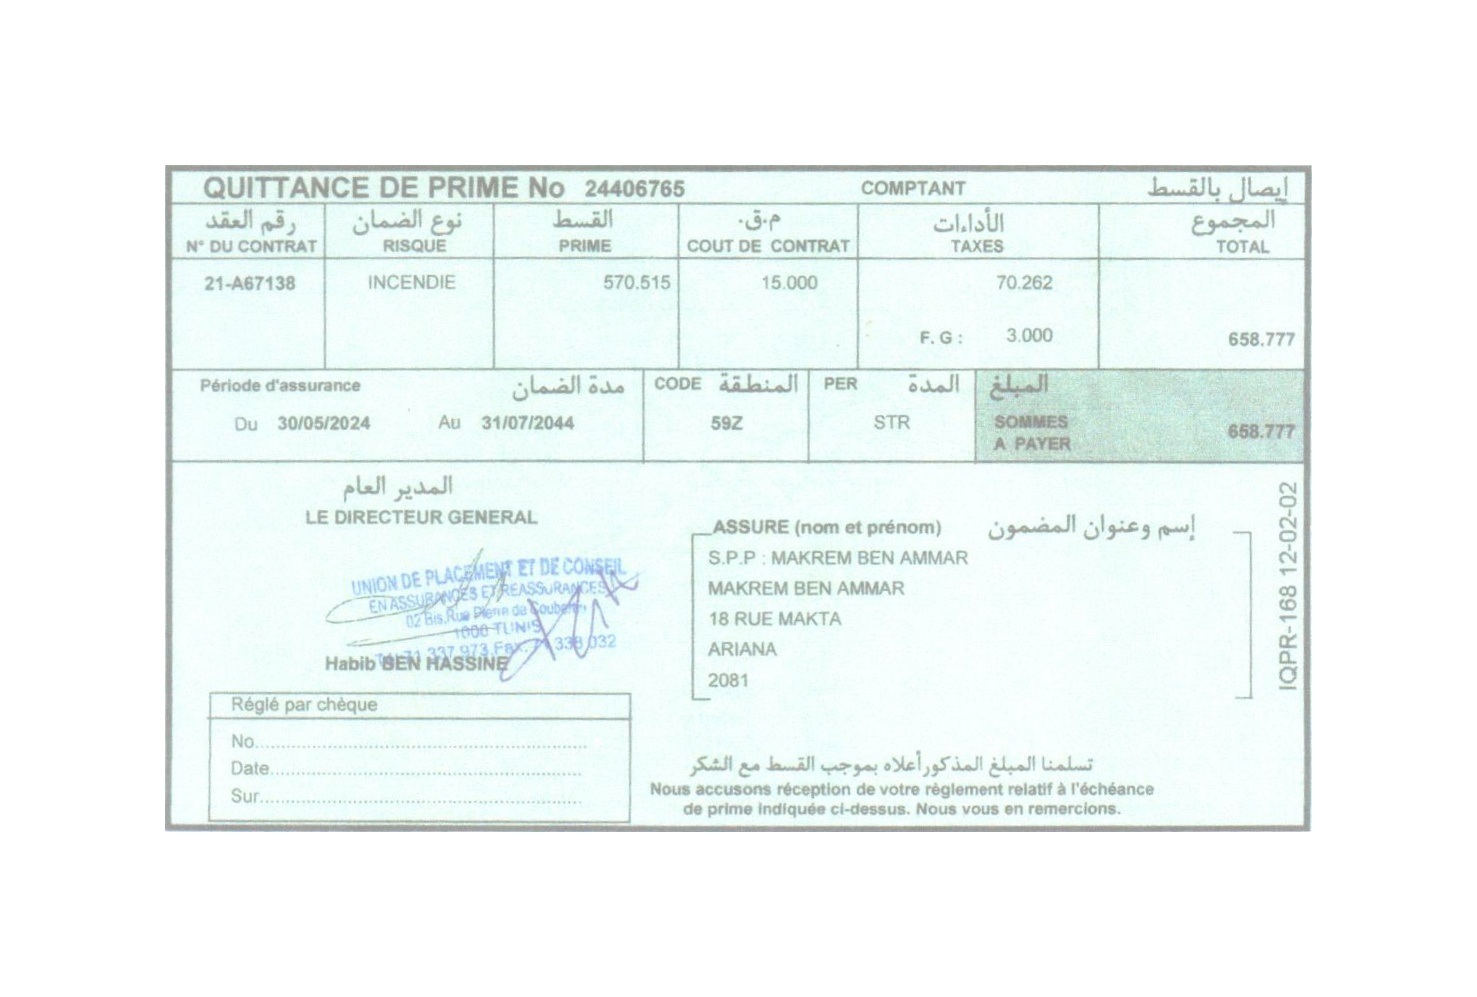 QUITTANCE DE PRIME No 24406765 COMPTANT إيصال بالقسط
رقم العقد نوع الضمان القسط م.ق. الأداءات المجموع
N° DU CONTRAT RISQUE PRIME COUT DE CONTRAT TAXES TOTAL
21-A67138 INCENDIE 570.515 15.000 70.262
F. G : 3.000 658.777
Période d'assurance مدة الضمان CODE المنطقة PER المدة المبلغ
Du 30/05/2024 Au 31/07/2044 59Z STR SOMMES A PAYER 658.777
المدير العام
LE DIRECTEUR GENERAL
UNION DE PLACEMENT ET DE CONSEIL
EN ASSURANCES ET REASSURANCES
02 Bis, Rue Pierre de Coubertin
1000 TUNIS
71 337 973 Fax. 71 338 032
Habib BEN HASSINE
ASSURE (nom et prénom) إسم وعنوان المضمون
S.P.P : MAKREM BEN AMMAR
MAKREM BEN AMMAR
18 RUE MAKTA
ARIANA
2081
IQPR-168 12-02-02
Réglé par chèque
No
Date
Sur
تسلمنا المبلغ المذكور أعلاه بموجب القسط مع الشكر
Nous accusons réception de votre règlement relatif à l'échéance
de prime indiquée ci-dessus. Nous vous en remercions.